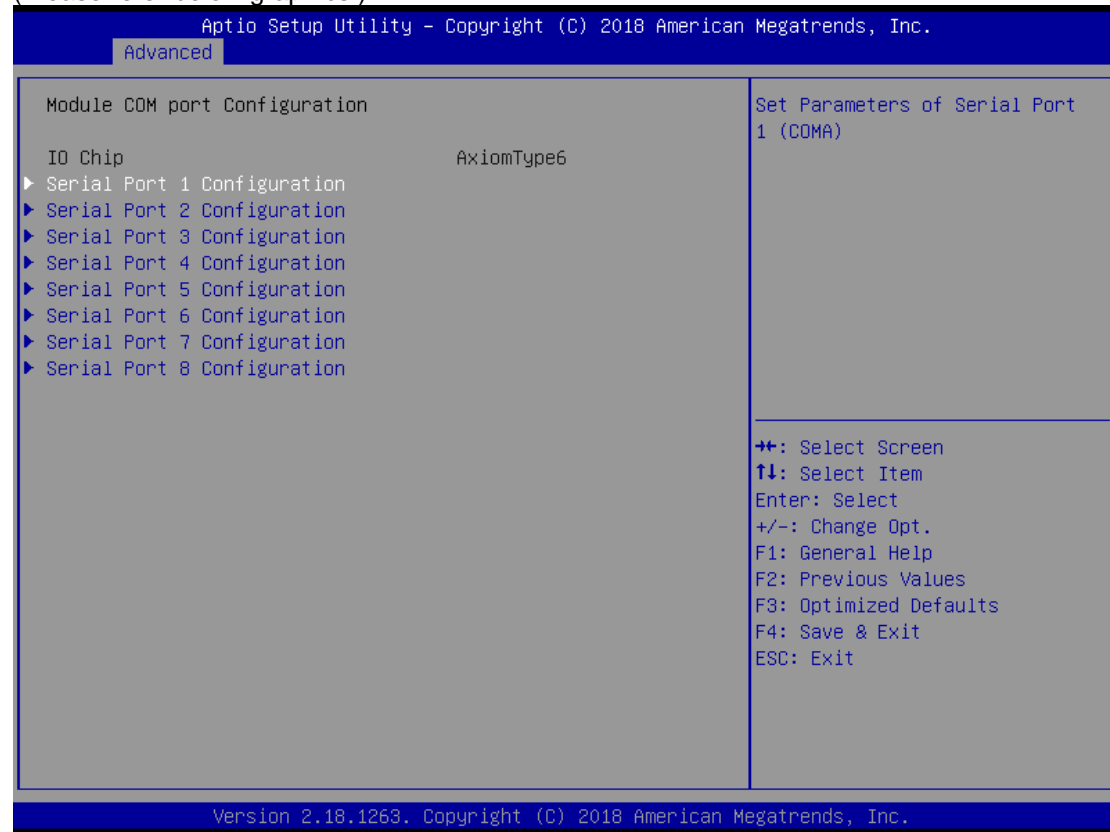 Aptio Setup Utility – Copyright (C) 2018 American Megatrends, Inc.
Advanced
Module COM port Configuration
IO Chip AxiomType6
Serial Port 1 Configuration
Serial Port 2 Configuration
Serial Port 3 Configuration
Serial Port 4 Configuration
Serial Port 5 Configuration
Serial Port 6 Configuration
Serial Port 7 Configuration
Serial Port 8 Configuration
Set Parameters of Serial Port
1 (COMA)
→←: Select Screen
↑↓: Select Item
Enter: Select
+/-: Change Opt.
F1: General Help
F2: Previous Values
F3: Optimized Defaults
F4: Save & Exit
ESC: Exit
Version 2.18.1263. Copyright (C) 2018 American Megatrends, Inc.